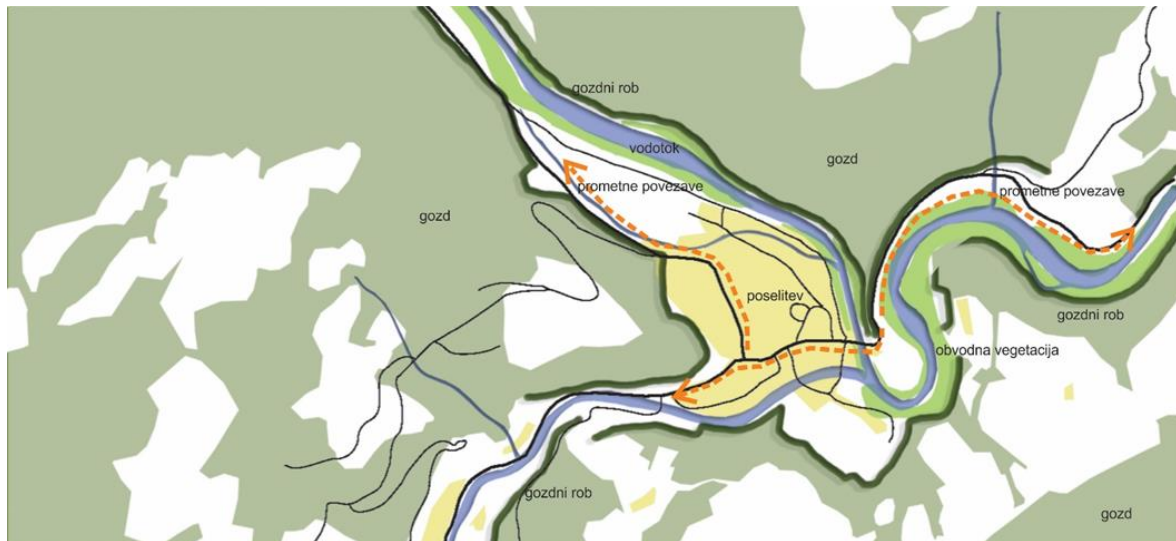 gozdni rob
vodotok
gozd
prometne povezave
prometne povezave
gozd
poselitev
gozdni rob
obvodna vegetacija
gozdni rob
gozd